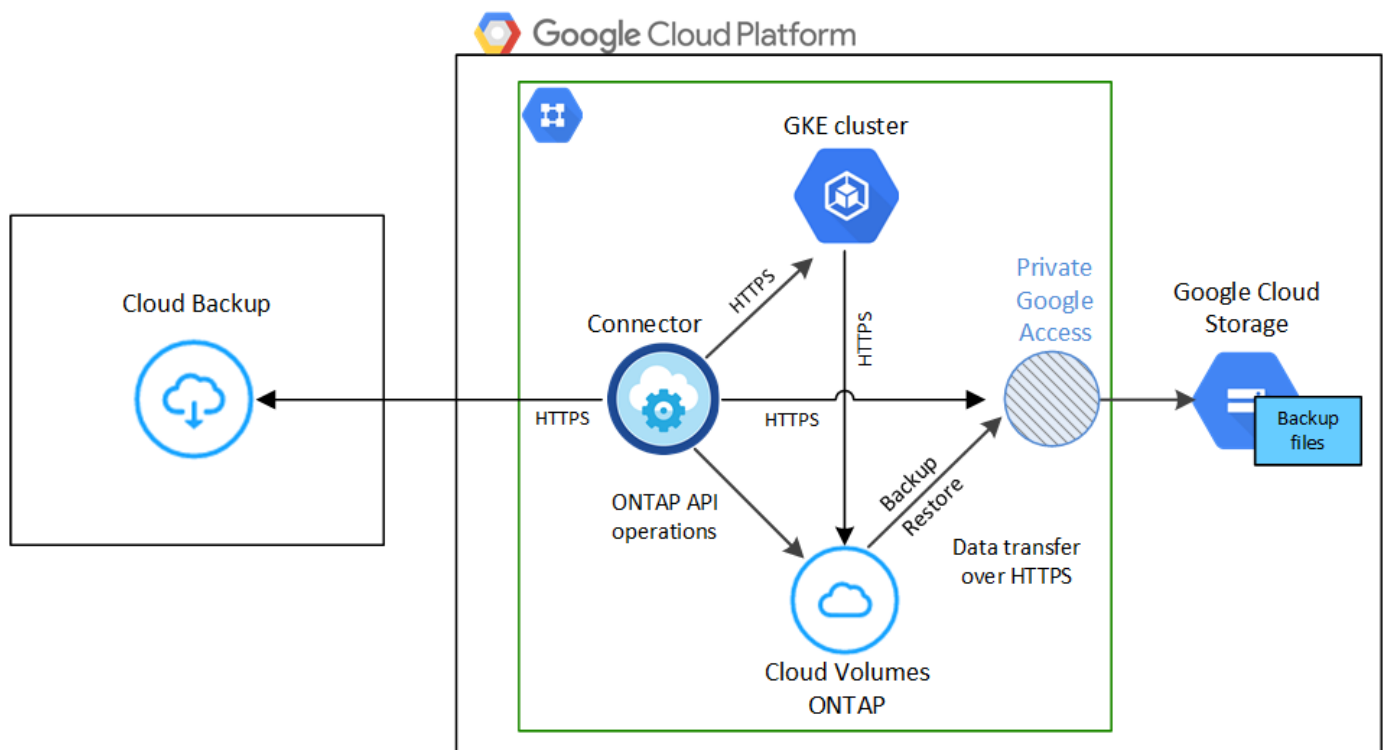 Google Cloud Platform
GKE cluster
Cloud Backup
Connector
HTTPS
HTTPS
Private
Google
Access
Google Cloud
Storage
Backup
files
HTTPS
HTTPS
ONTAP API
operations
Backup
Restore
Data transfer
over HTTPS
Cloud Volumes
ONTAP